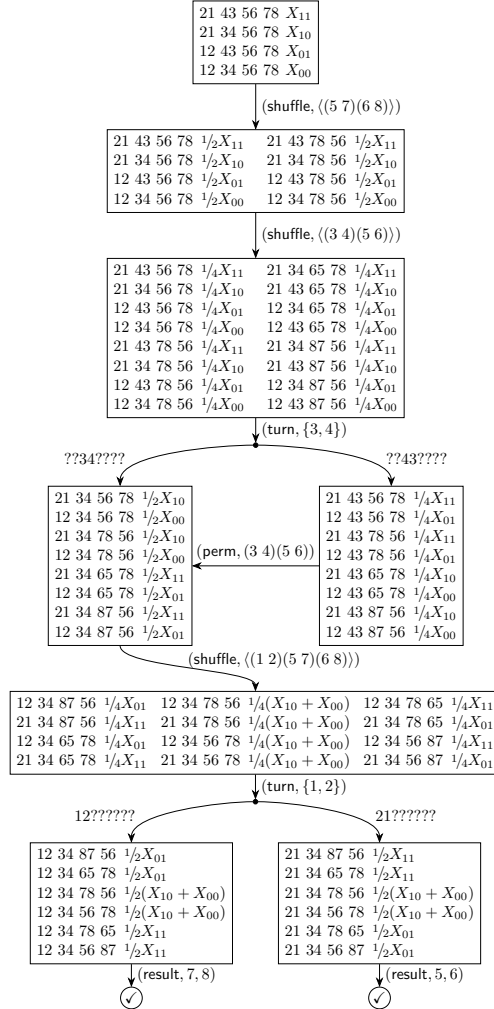 21 43 56 78 X₁₁
21 34 56 78 X₁₀
12 43 56 78 X₀₁
12 34 56 78 X₀₀
(shuffle, ⟨(5 7)(6 8)⟩)
21 43 56 78 1/2X₁₁ 21 43 78 56 1/2X₁₁
21 34 56 78 1/2X₁₀ 21 34 78 56 1/2X₁₀
12 43 56 78 1/2X₀₁ 12 43 78 56 1/2X₀₁
12 34 56 78 1/2X₀₀ 12 34 78 56 1/2X₀₀
(shuffle, ⟨(3 4)(5 6)⟩)
21 43 56 78 1/4X₁₁ 21 34 65 78 1/4X₁₁
21 34 56 78 1/4X₁₀ 21 43 65 78 1/4X₁₀
12 43 56 78 1/4X₀₁ 12 34 65 78 1/4X₀₁
12 34 56 78 1/4X₀₀ 12 43 65 78 1/4X₀₀
21 43 78 56 1/4X₁₁ 21 34 87 56 1/4X₁₁
21 34 78 56 1/4X₁₀ 21 43 87 56 1/4X₁₀
12 43 78 56 1/4X₀₁ 12 34 87 56 1/4X₀₁
12 34 78 56 1/4X₀₀ 12 43 87 56 1/4X₀₀
(turn, {3, 4})
??34????
??43????
21 34 56 78 1/2X₁₀
12 34 56 78 1/2X₀₀
21 34 78 56 1/2X₁₀
12 34 78 56 1/2X₀₀
21 34 65 78 1/2X₁₁
12 34 65 78 1/2X₀₁
21 34 87 56 1/2X₁₁
12 34 87 56 1/2X₀₁
(perm, (3 4)(5 6))
21 43 56 78 1/4X₁₁
12 43 56 78 1/4X₀₁
21 43 78 56 1/4X₁₁
12 43 78 56 1/4X₀₁
21 43 65 78 1/4X₁₀
12 43 65 78 1/4X₀₀
21 43 87 56 1/4X₁₀
12 43 87 56 1/4X₀₀
(shuffle, ⟨(1 2)(5 7)(6 8)⟩)
12 34 87 56 1/4X₀₁ 12 34 78 56 1/4(X₁₀ + X₀₀) 12 34 78 65 1/4X₁₁
21 34 87 56 1/4X₁₁ 21 34 78 56 1/4(X₁₀ + X₀₀) 21 34 78 65 1/4X₀₁
12 34 65 78 1/4X₀₁ 12 34 56 78 1/4(X₁₀ + X₀₀) 12 34 56 87 1/4X₁₁
21 34 65 78 1/4X₁₁ 21 34 56 78 1/4(X₁₀ + X₀₀) 21 34 56 87 1/4X₀₁
(turn, {1, 2})
12??????
21??????
12 34 87 56 1/2X₀₁
12 34 65 78 1/2X₀₁
12 34 78 56 1/2(X₁₀ + X₀₀)
12 34 56 78 1/2(X₁₀ + X₀₀)
12 34 78 65 1/2X₁₁
12 34 56 87 1/2X₁₁
21 34 87 56 1/2X₁₁
21 34 65 78 1/2X₁₁
21 34 78 56 1/2(X₁₀ + X₀₀)
21 34 56 78 1/2(X₁₀ + X₀₀)
21 34 78 65 1/2X₀₁
21 34 56 87 1/2X₀₁
(result, 7, 8)
(result, 5, 6)
✓
✓